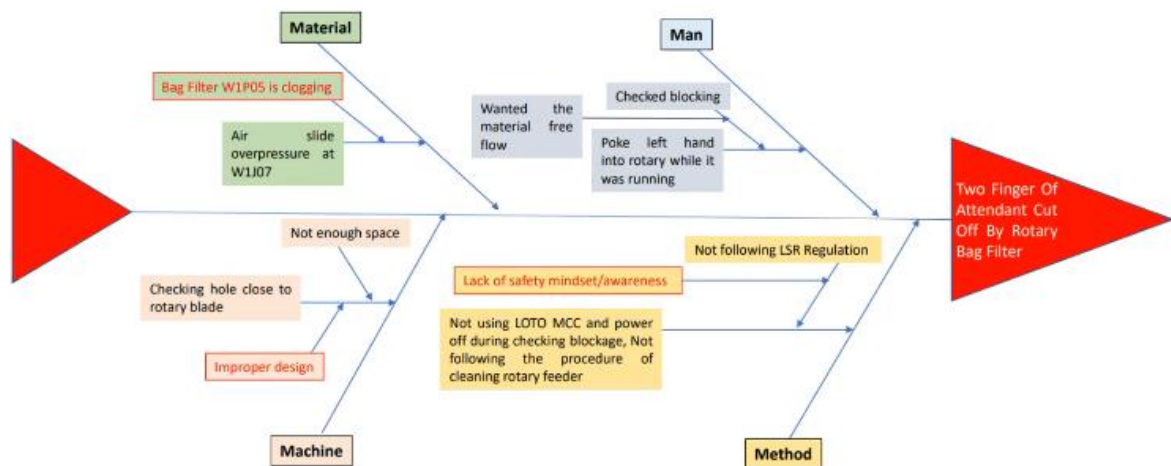 Material
Man
Bag Filter W1P05 is clogging
Air slide
overpressure at
W1J07
Wanted the
material free
flow
Checked blocking
Poke left hand
into rotary while it
was running
Two Finger Of
Attendant Cut
Off By Rotary
Bag Filter
Not enough space
Checking hole close to
rotary blade
Improper design
Not following LSR Regulation
Lack of safety mindset/awareness
Not using LOTO MCC and power
off during checking blockage, Not
following the procedure of
cleaning rotary feeder
Machine
Method